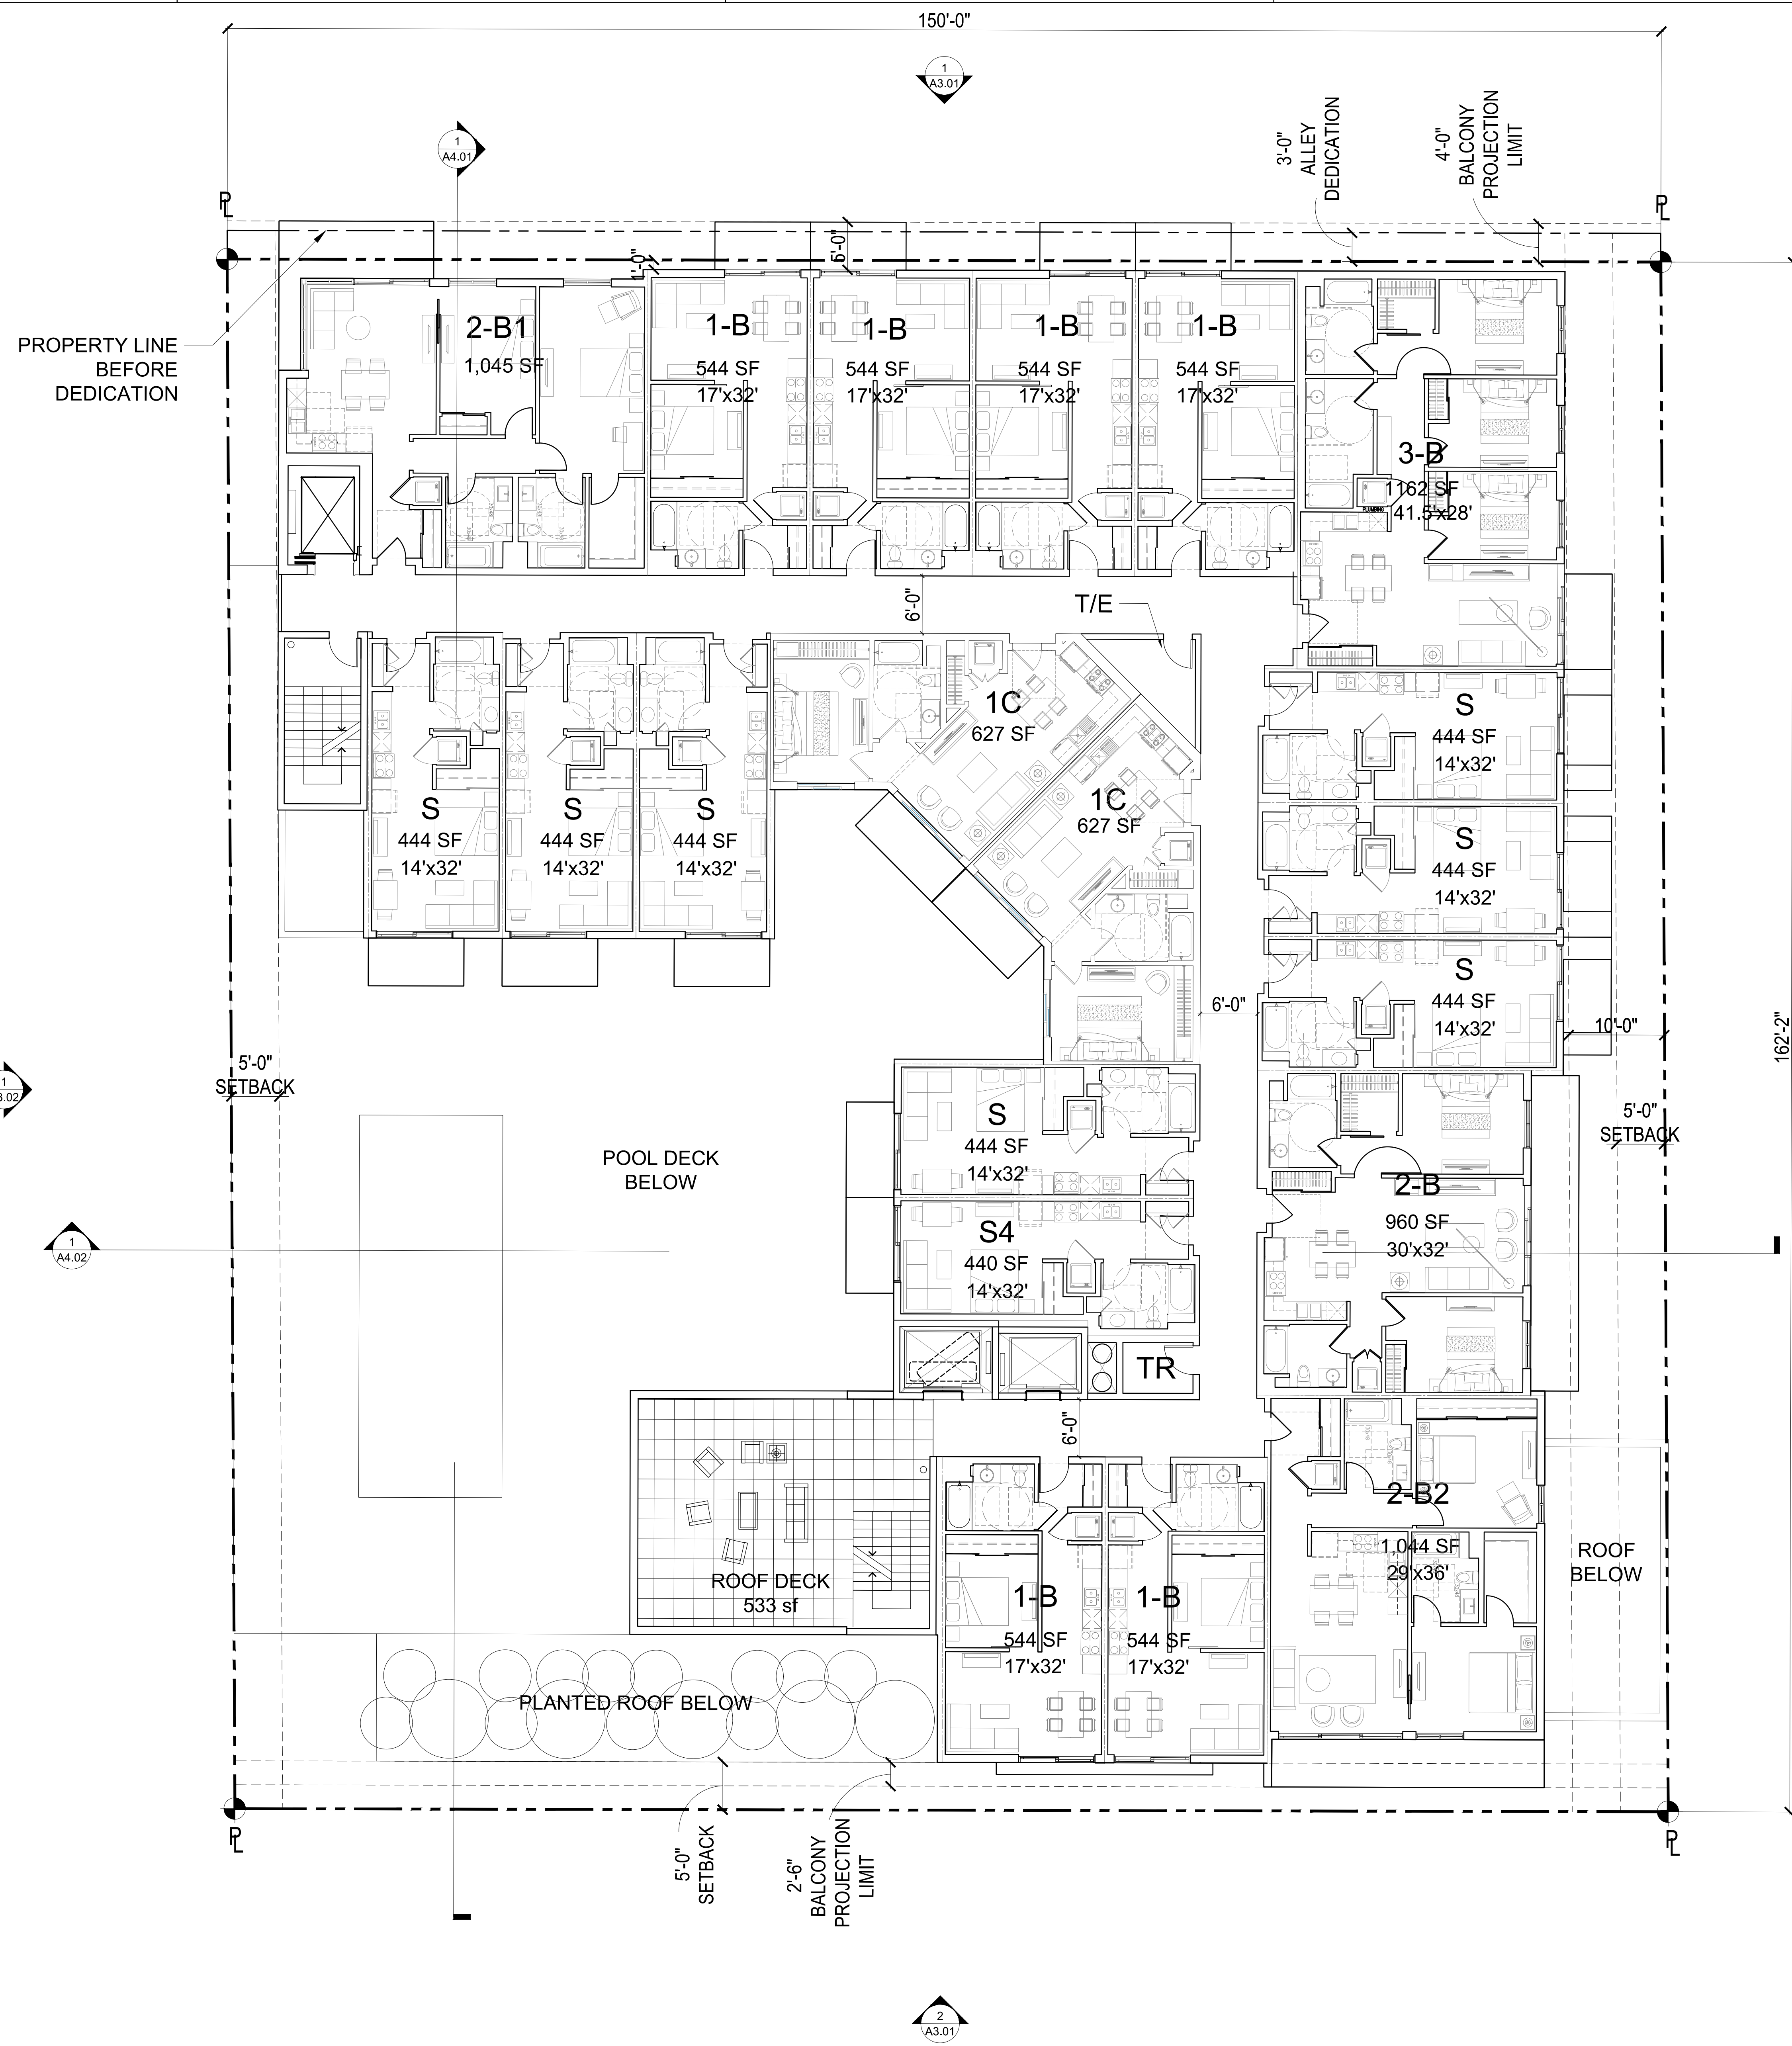 150'-0"
1
A3.01
1
A4.01
3'-0"
ALLEY
DEDICATION
4'-0"
BALCONY
PROJECTION
LIMIT
PL
PL
5'-0"
PROPERTY LINE
BEFORE
DEDICATION
2-B1
1,045 SF
1-B
544 SF
17'x32'
1-B
544 SF
17'x32'
1-B
544 SF
17'x32'
1-B
544 SF
17'x32'
3-B
1162 SF
41.5'x28'
PLUMBING
6'-0"
T/E
1C
627 SF
1C
627 SF
S
444 SF
14'x32'
S
444 SF
14'x32'
S
444 SF
14'x32'
S
444 SF
14'x32'
S
444 SF
14'x32'
S
444 SF
14'x32'
6'-0"
10'-0"
162'-2"
5'-0"
SETBACK
1
POOL DECK
BELOW
S
444 SF
14'x32'
S4
440 SF
14'x32'
5'-0"
SETBACK
2-B
960 SF
30'x32'
1
A4.02
TR
6'-0"
ROOF DECK
533 sf
2-B2
1,044 SF
29'x36'
ROOF
BELOW
1-B
544 SF
17'x32'
1-B
544 SF
17'x32'
PLANTED ROOF BELOW
PL
PL
5'-0"
SETBACK
2'-6"
BALCONY
PROJECTION
LIMIT
2
A3.01